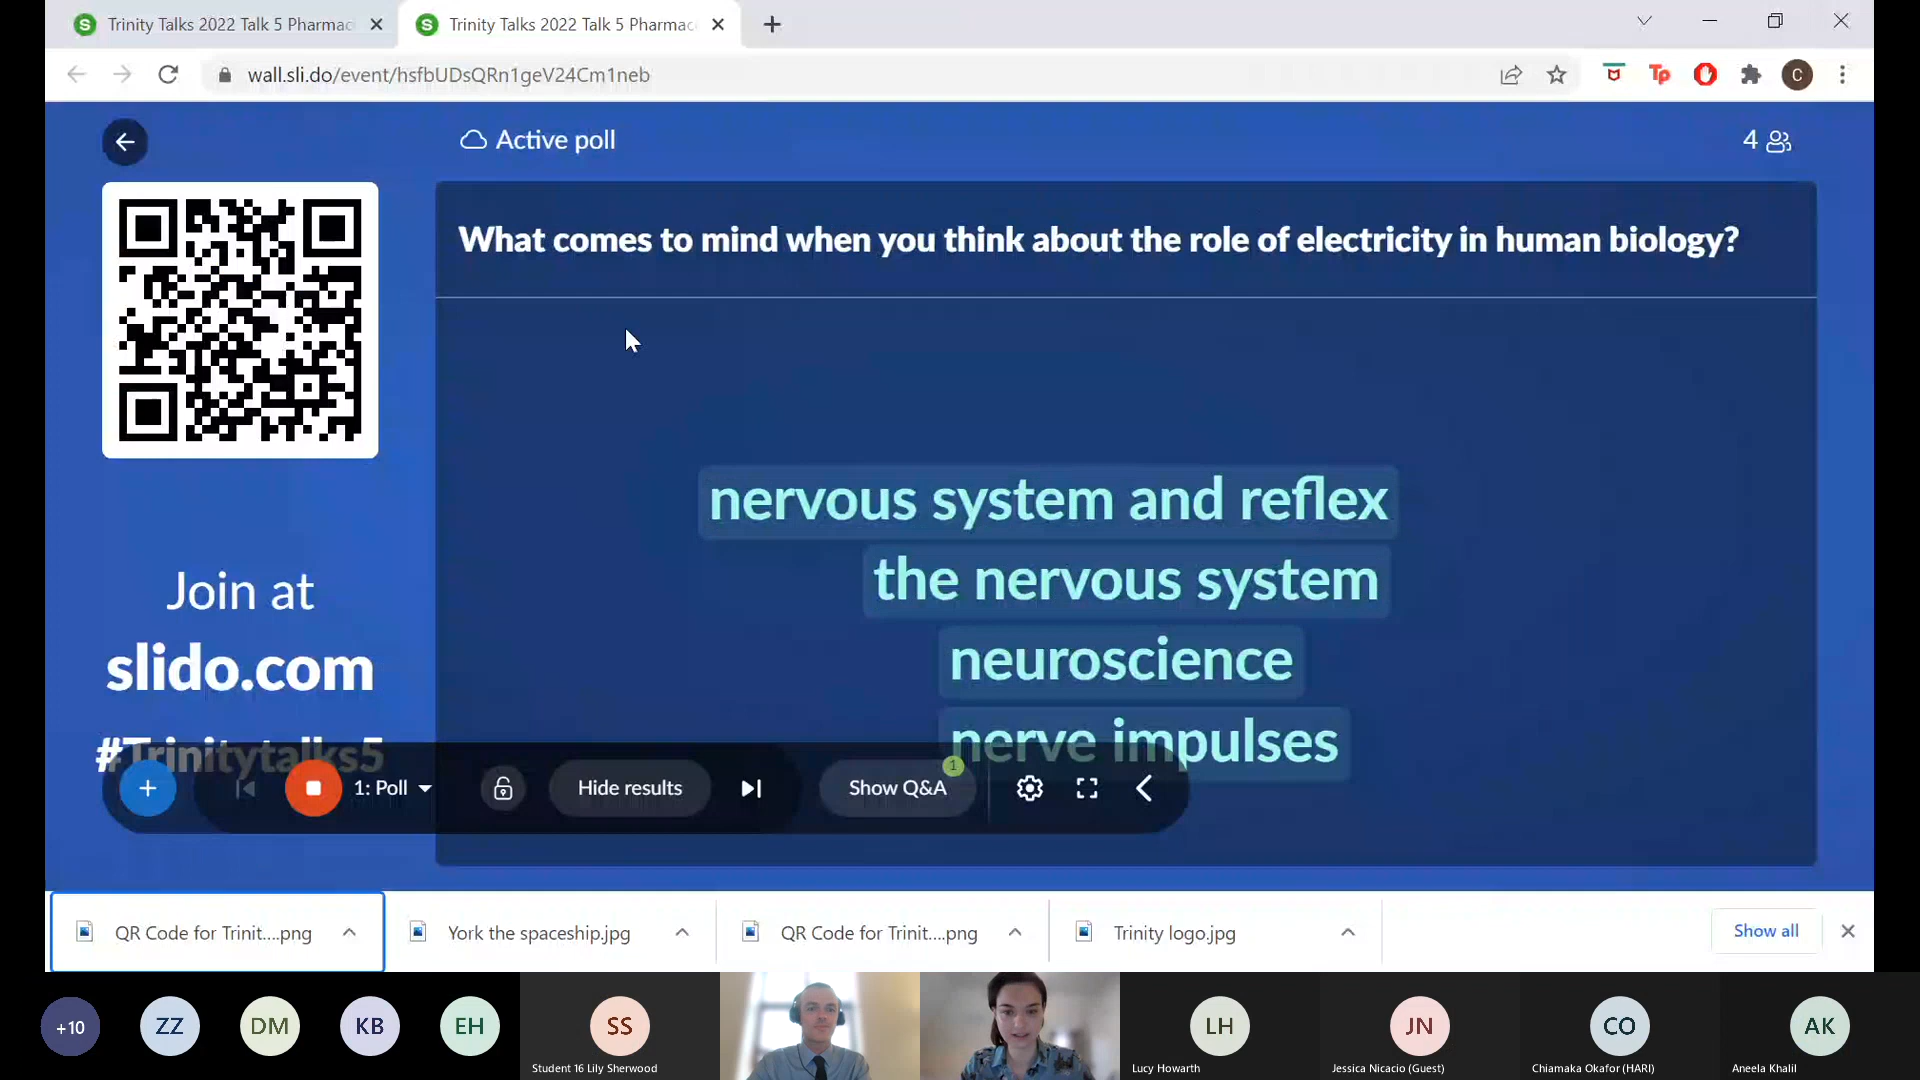 Trinity Talks 2022 Talk 5 Pharmac
Trinity Talks 2022 Talk 5 Pharmac
wall.sli.do/event/hsfbUDsQRn1geV24Cm1neb
Tp
C
Active poll
4
What comes to mind when you think about the role of electricity in human biology?
nervous system and reflex
the nervous system
neuroscience
nerve impulses
Join at
slido.com
#Trinitytalks5
1: Poll
Hide results
Show Q&A
1
QR Code for Trinit....png
York the spaceship.jpg
QR Code for Trinit....png
Trinity logo.jpg
Show all
+10
ZZ
DM
KB
EH
SS
Student 16 Lily Sherwood
LH
Lucy Howarth
JN
Jessica Nicacio (Guest)
CO
Chiamaka Okafor (HARI)
AK
Aneela Khalil